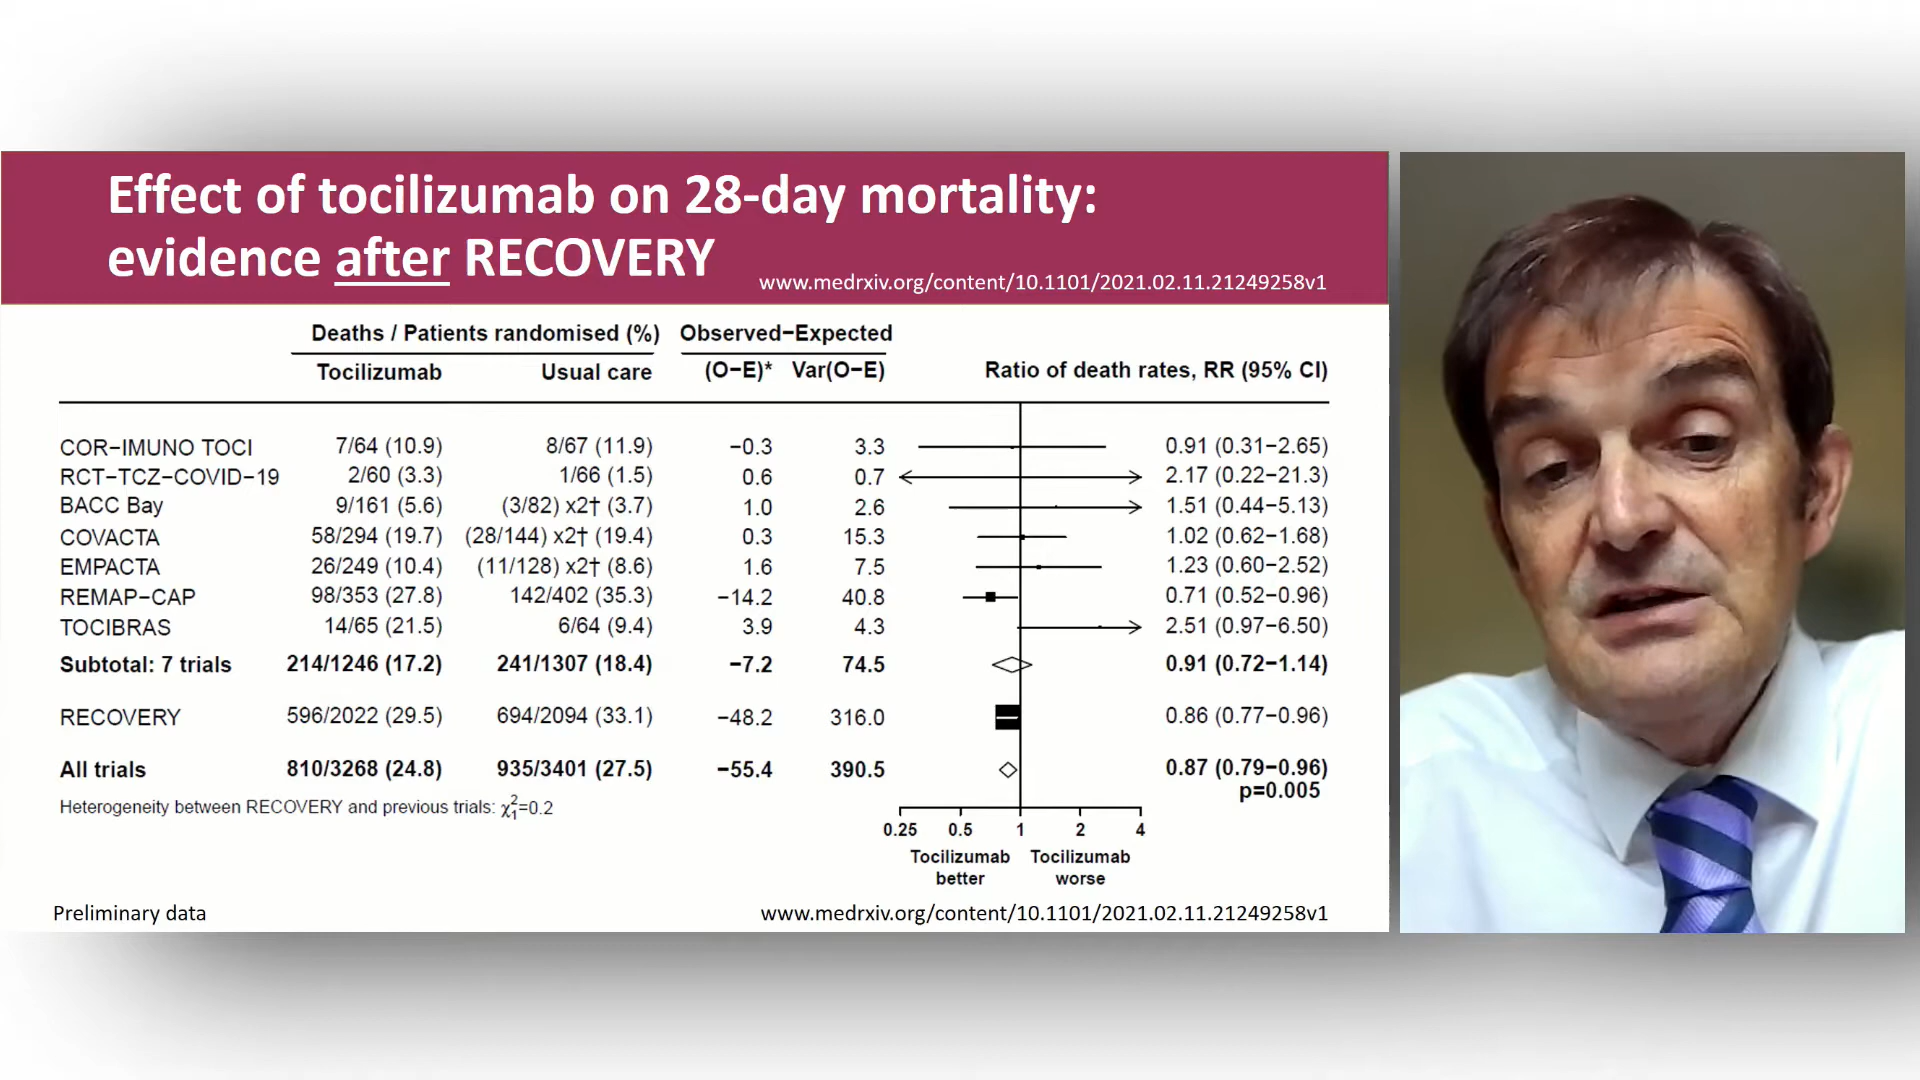 Effect of tocilizumab on 28-day mortality:
evidence after RECOVERY
www.medrxiv.org/content/10.1101/2021.02.11.21249258v1
Deaths / Patients randomised (%) Observed−Expected
Tocilizumab Usual care (O−E)* Var(O−E) Ratio of death rates, RR (95% CI)
COR−IMUNO TOCI 7/64 (10.9) 8/67 (11.9) −0.3 3.3 0.91 (0.31−2.65)
RCT−TCZ−COVID−19 2/60 (3.3) 1/66 (1.5) 0.6 0.7 2.17 (0.22−21.3)
BACC Bay 9/161 (5.6) (3/82) x2† (3.7) 1.0 2.6 1.51 (0.44−5.13)
COVACTA 58/294 (19.7) (28/144) x2† (19.4) 0.3 15.3 1.02 (0.62−1.68)
EMPACTA 26/249 (10.4) (11/128) x2† (8.6) 1.6 7.5 1.23 (0.60−2.52)
REMAP−CAP 98/353 (27.8) 142/402 (35.3) −14.2 40.8 0.71 (0.52−0.96)
TOCIBRAS 14/65 (21.5) 6/64 (9.4) 3.9 4.3 2.51 (0.97−6.50)
Subtotal: 7 trials 214/1246 (17.2) 241/1307 (18.4) −7.2 74.5 0.91 (0.72−1.14)
RECOVERY 596/2022 (29.5) 694/2094 (33.1) −48.2 316.0 0.86 (0.77−0.96)
All trials 810/3268 (24.8) 935/3401 (27.5) −55.4 390.5 0.87 (0.79−0.96)
p=0.005
Heterogeneity between RECOVERY and previous trials: χ²₁=0.2
0.25 0.5 1 2 4
Tocilizumab better Tocilizumab worse
Preliminary data
www.medrxiv.org/content/10.1101/2021.02.11.21249258v1